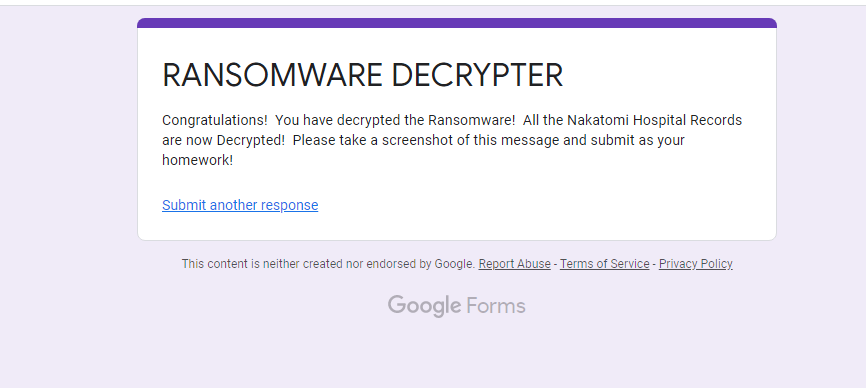 RANSOMWARE DECRYPTER
Congratulations!  You have decrypted the Ransomware!  All the Nakatomi Hospital Records
are now Decrypted!  Please take a screenshot of this message and submit as your
homework!
Submit another response
This content is neither created nor endorsed by Google. Report Abuse - Terms of Service - Privacy Policy
Google Forms